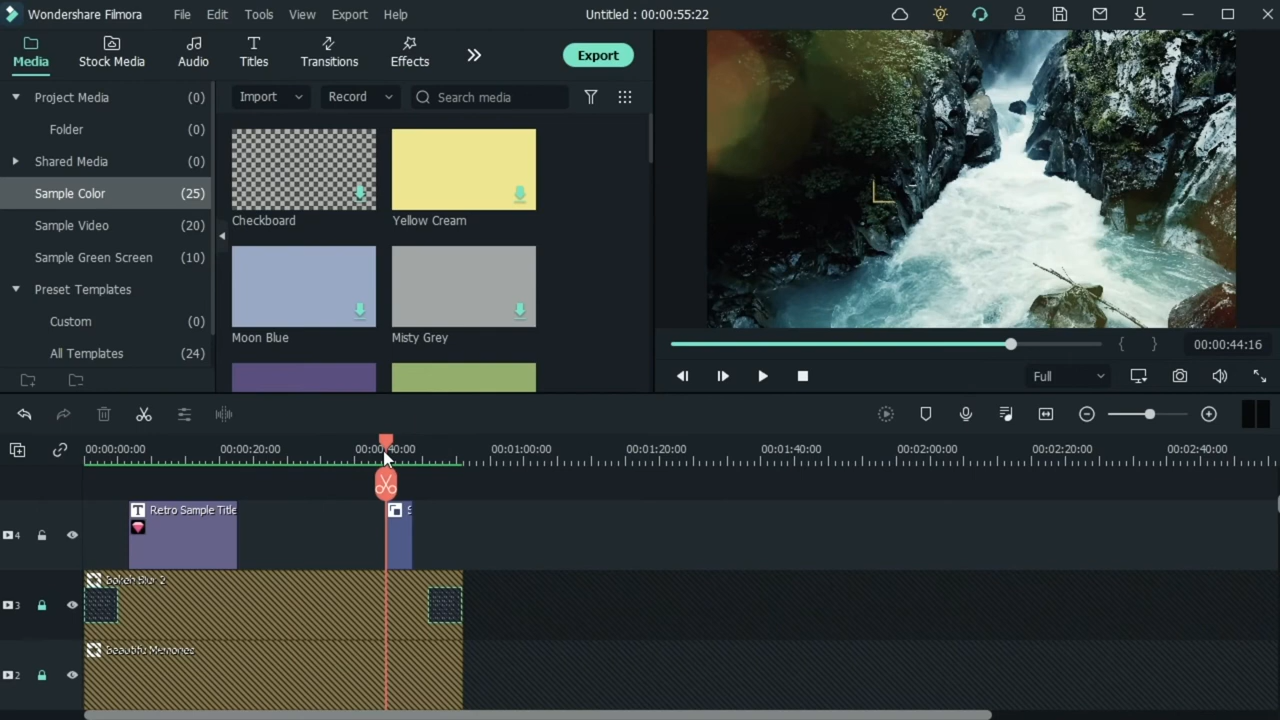 Wondershare Filmora File Edit Tools View Export Help Untitled : 00:00:55:22
Media Stock Media Audio Titles Transitions Effects Export
Project Media (0)
Folder (0)
Shared Media (0)
Sample Color (25)
Sample Video (20)
Sample Green Screen (10)
Preset Templates
Custom (0)
All Templates (24)
Import Record Search media
Checkboard Yellow Cream
Moon Blue Misty Grey
{ } 00:00:44:16
Full
00:00:00:00 00:00:20:00 00:00:40:00 00:01:00:00 00:01:20:00 00:01:40:00 00:02:00:00 00:02:20:00 00:02:40:00
4 T Retro Sample Title S
3 Bokeh Blur 2
2 Beautiful Memories